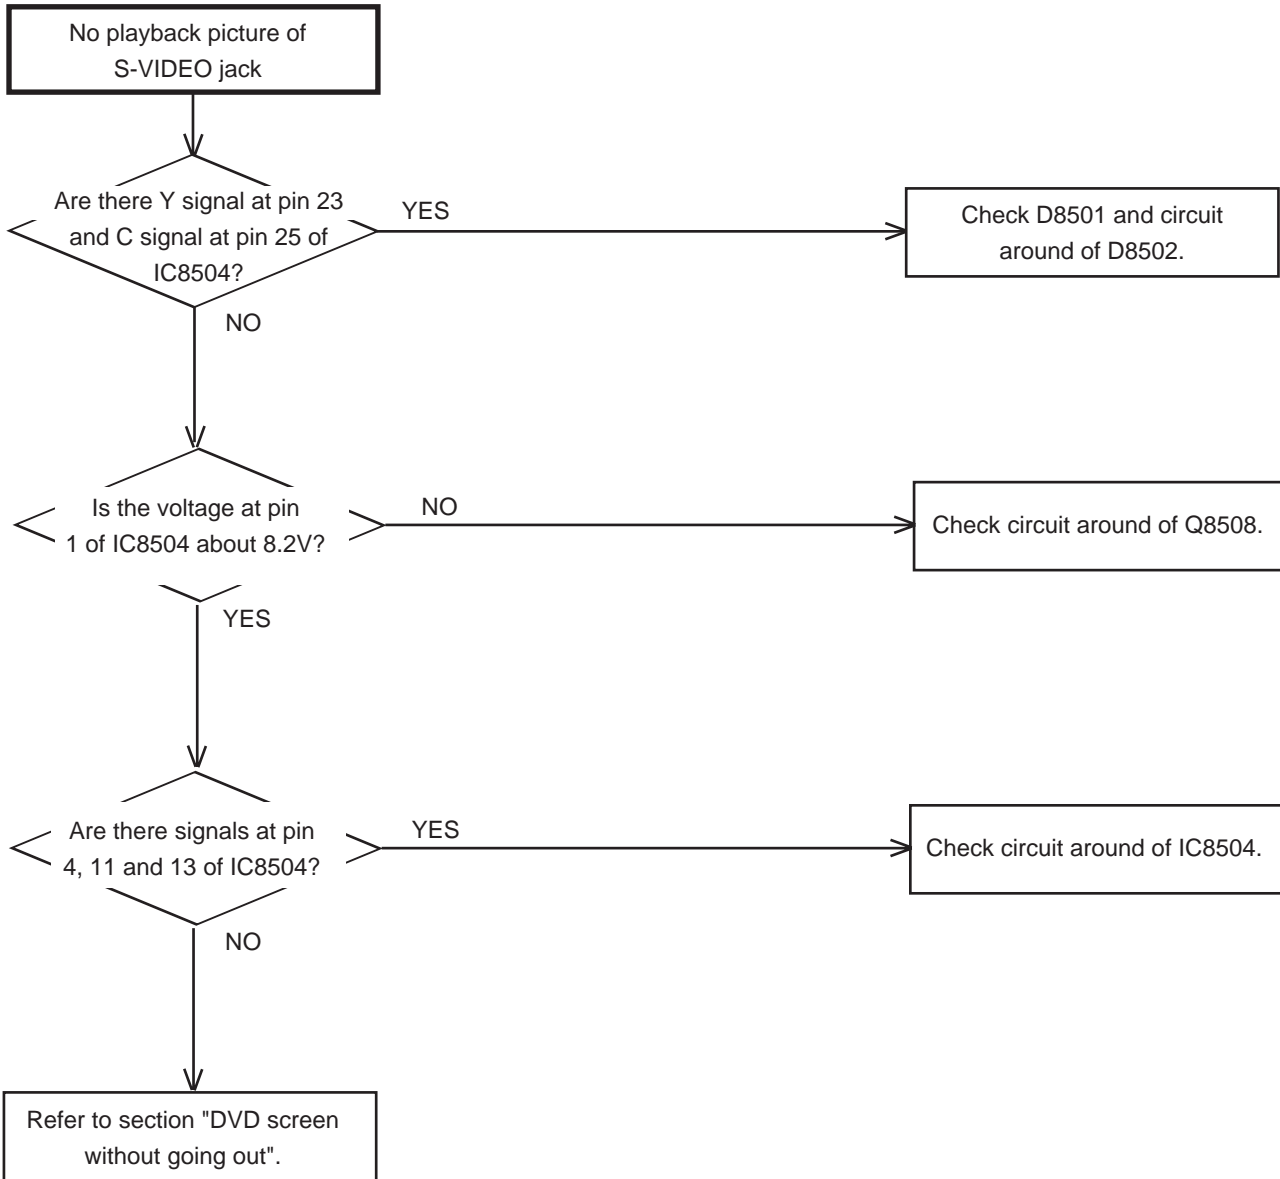 No playback picture of
S-VIDEO jack
Are there Y signal at pin 23
and C signal at pin 25 of
IC8504?
YES
Check D8501 and circuit
around of D8502.
NO
Is the voltage at pin
1 of IC8504 about 8.2V?
NO
Check circuit around of Q8508.
YES
Are there signals at pin
4, 11 and 13 of IC8504?
YES
Check circuit around of IC8504.
NO
Refer to section "DVD screen
without going out".